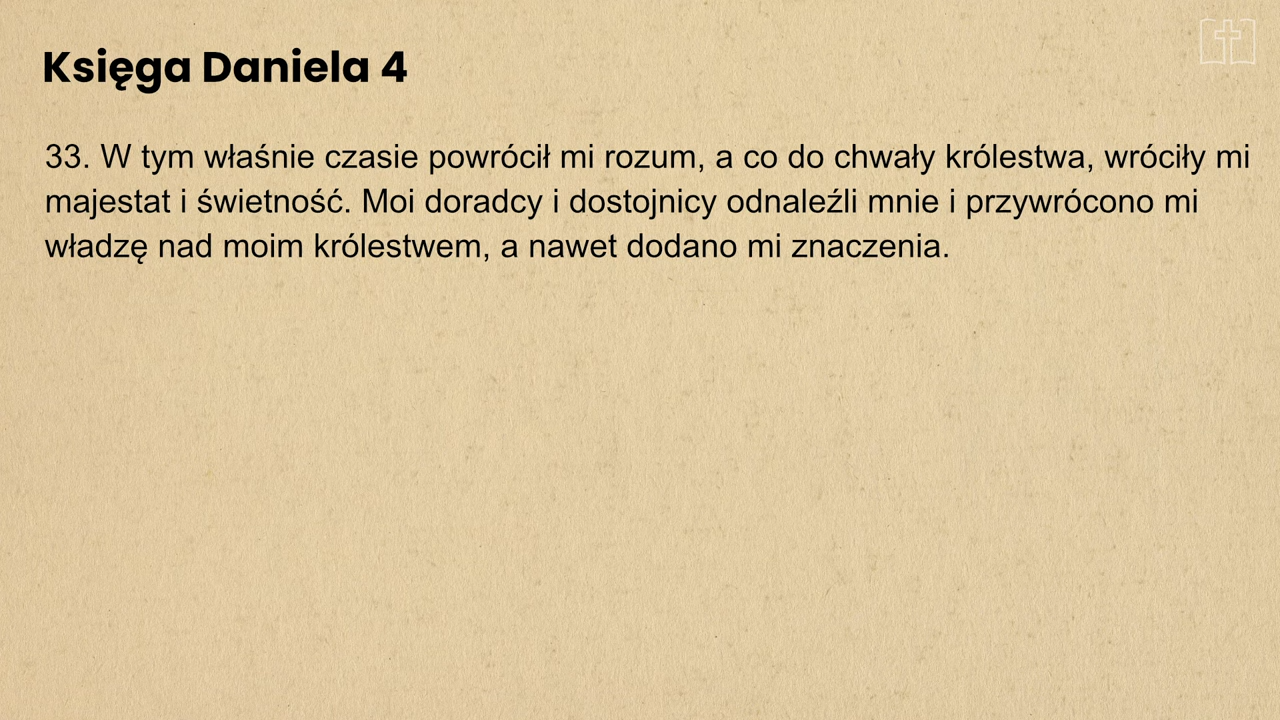 Księga Daniela 4
33. W tym właśnie czasie powrócił mi rozum, a co do chwały królestwa, wróciły mi
majestat i świetność. Moi doradcy i dostojnicy odnaleźli mnie i przywrócono mi
władzę nad moim królestwem, a nawet dodano mi znaczenia.